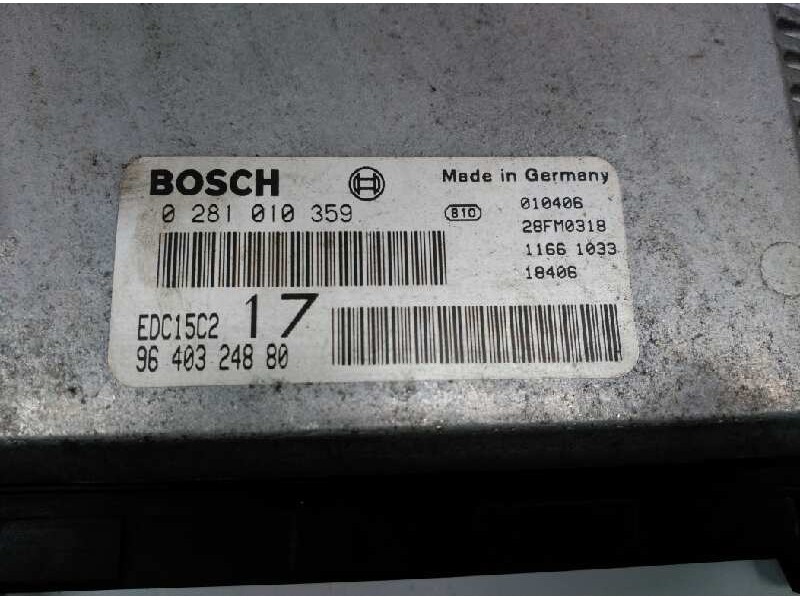 BOSCH
Made in Germany
0 281 010 359
B10
010406
28FM0318
1166 1033
18406
EDC15C2 17
96 403 248 80